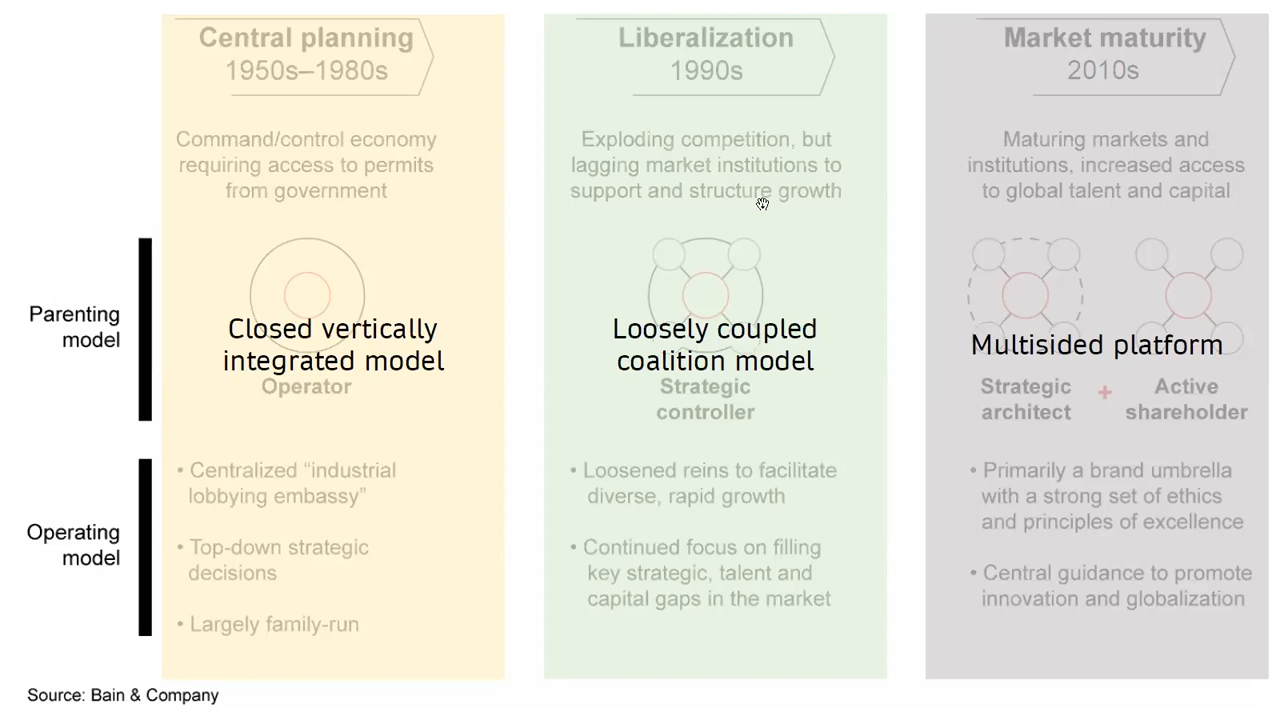 Central planning
1950s–1980s
Command/control economy
requiring access to permits
from government
Liberalization
1990s
Exploding competition, but
lagging market institutions to
support and structure growth
Market maturity
2010s
Maturing markets and
institutions, increased access
to global talent and capital
Parenting
model
Closed vertically
integrated model
Operator
Loosely coupled
coalition model
Strategic
controller
Multisided platform
Strategic
architect
+
Active
shareholder
Operating
model
• Centralized “industrial
lobbying embassy”
• Top-down strategic
decisions
• Largely family-run
• Loosened reins to facilitate
diverse, rapid growth
• Continued focus on filling
key strategic, talent and
capital gaps in the market
• Primarily a brand umbrella
with a strong set of ethics
and principles of excellence
• Central guidance to promote
innovation and globalization
Source: Bain & Company